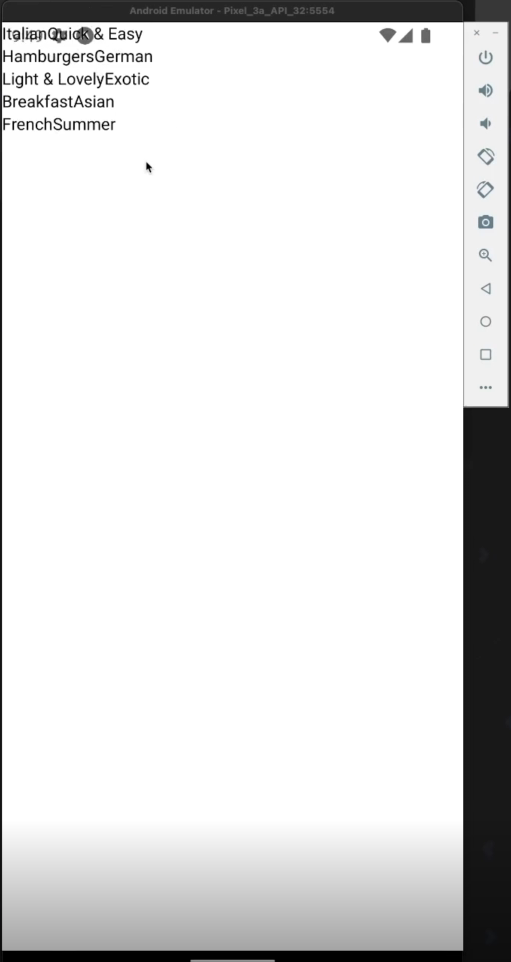 Android Emulator - Pixel_3a_API_32:5554
ItalianQuick & Easy
HamburgersGerman
Light & LovelyExotic
BreakfastAsian
FrenchSummer